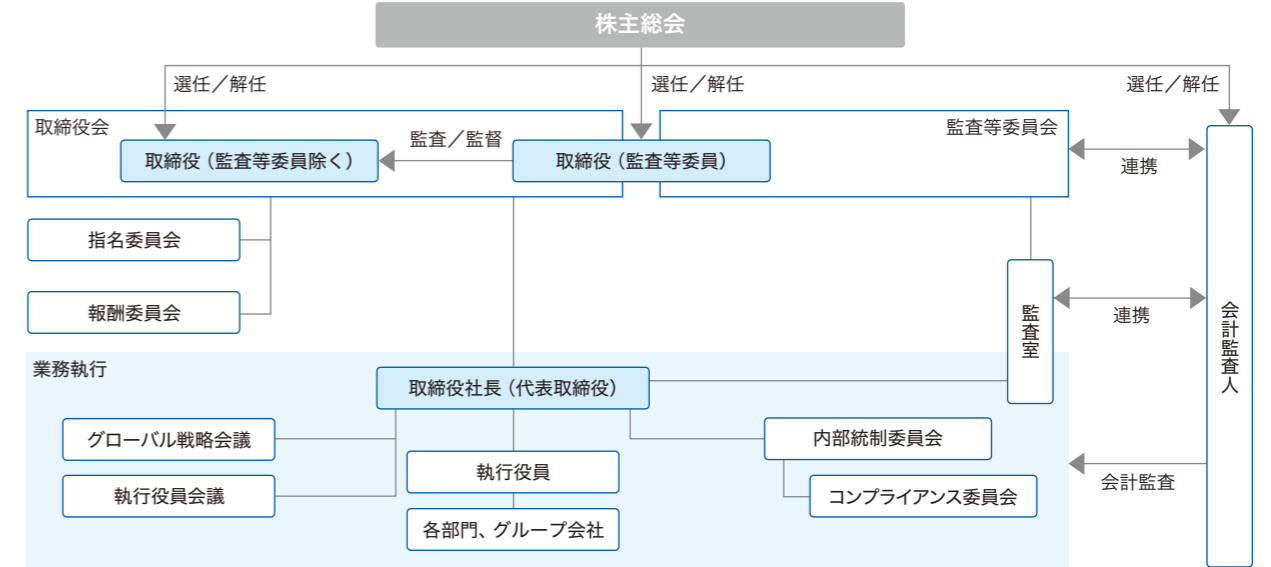 株主総会
選任／解任
選任／解任
選任／解任
取締役会
監査等委員会
取締役（監査等委員除く）
監査／監督
取締役（監査等委員）
連携
指名委員会
報酬委員会
監査室
連携
会計監査人
業務執行
取締役社長（代表取締役）
グローバル戦略会議
内部統制委員会
執行役員
会計監査
執行役員会議
コンプライアンス委員会
各部門、グループ会社